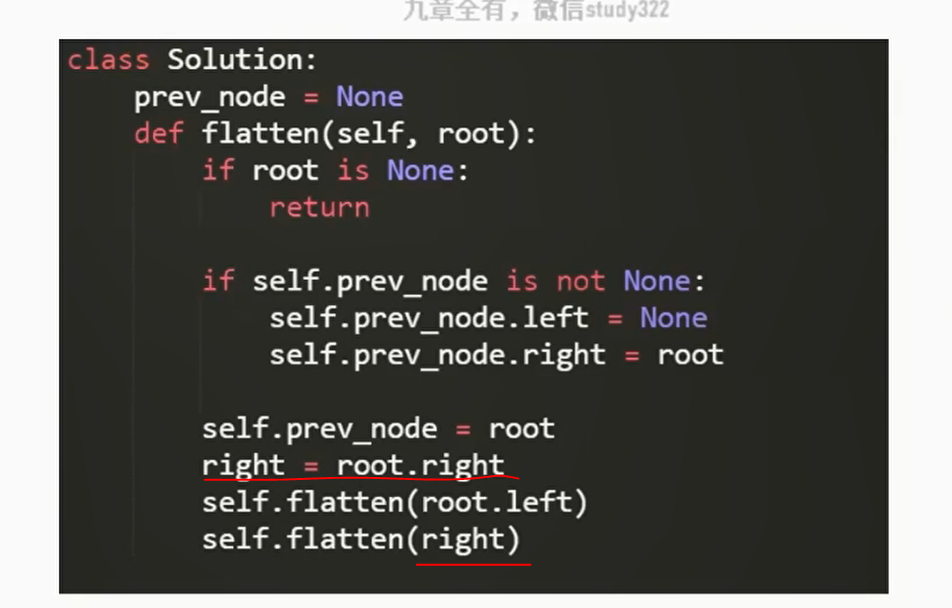 九章全有，微信study322
class Solution:
    prev_node = None
    def flatten(self, root):
        if root is None:
            return
        if self.prev_node is not None:
            self.prev_node.left = None
            self.prev_node.right = root
        self.prev_node = root
        right = root.right
        self.flatten(root.left)
        self.flatten(right)